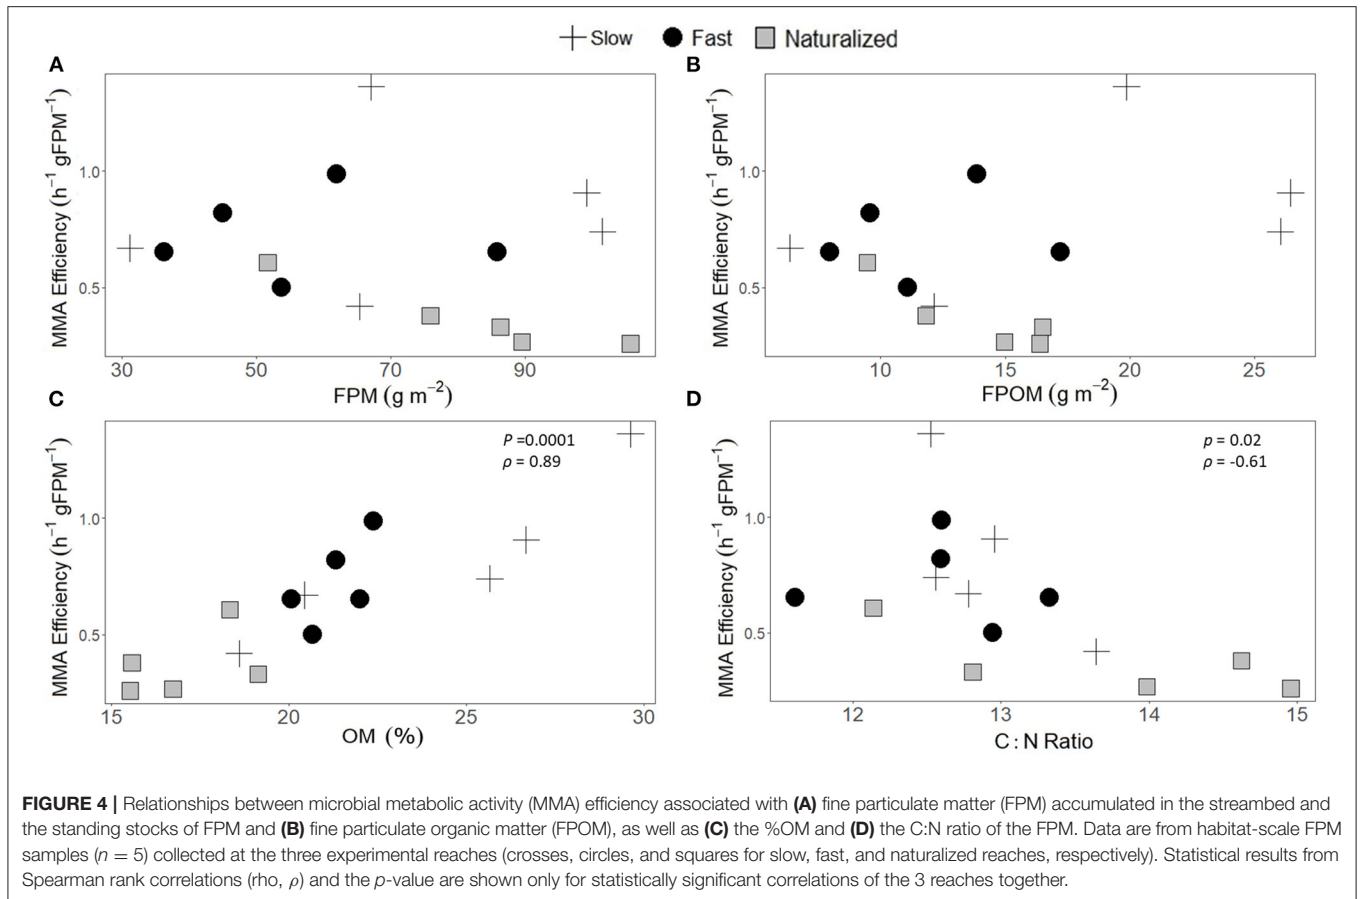 Slow Fast Naturalized
A
MMA Efficiency (h⁻¹ gFPM⁻¹)
1.0
0.5
30 50 70 90
FPM (g m⁻²)
B
MMA Efficiency (h⁻¹ gFPM⁻¹)
1.0
0.5
10 15 20 25
FPOM (g m⁻²)
C
MMA Efficiency (h⁻¹ gFPM⁻¹)
P =0.0001
ρ = 0.89
1.0
0.5
15 20 25 30
OM (%)
D
MMA Efficiency (h⁻¹ gFPM⁻¹)
p = 0.02
ρ = -0.61
1.0
0.5
12 13 14 15
C : N Ratio
FIGURE 4 | Relationships between microbial metabolic activity (MMA) efficiency associated with (A) fine particulate matter (FPM) accumulated in the streambed and
the standing stocks of FPM and (B) fine particulate organic matter (FPOM), as well as (C) the %OM and (D) the C:N ratio of the FPM. Data are from habitat-scale FPM
samples (n = 5) collected at the three experimental reaches (crosses, circles, and squares for slow, fast, and naturalized reaches, respectively). Statistical results from
Spearman rank correlations (rho, ρ) and the p-value are shown only for statistically significant correlations of the 3 reaches together.